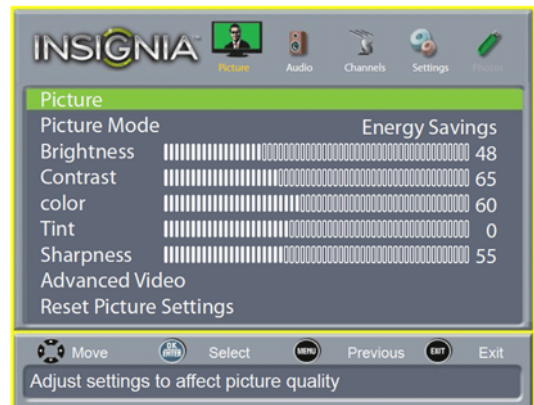 INSIGNIA
Picture Audio Channels Settings Photos
Picture
Picture Mode Energy Savings
Brightness 48
Contrast 65
color 60
Tint 0
Sharpness 55
Advanced Video
Reset Picture Settings
Move OK ENTER Select MENU Previous EXIT Exit
Adjust settings to affect picture quality